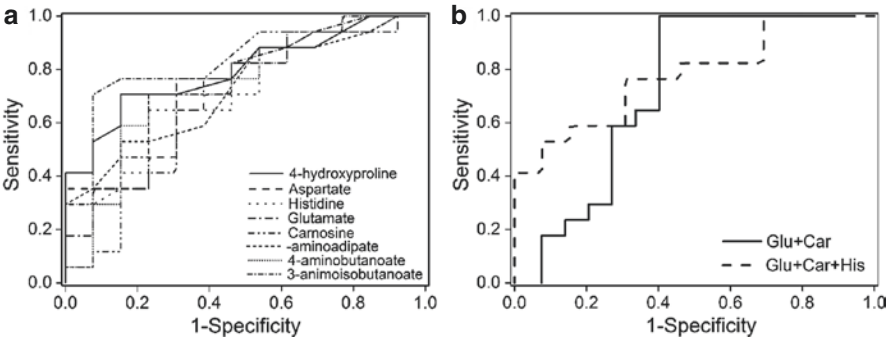 a
1.0
0.8
0.6
0.4
0.2
0.0
Sensitivity
4-hydroxyproline
Aspartate
Histidine
Glutamate
Carnosine
-aminoadipate
4-aminobutanoate
3-animoisobutanoate
0.0 0.2 0.4 0.6 0.8 1.0
1-Specificity
b
1.0
0.8
0.6
0.4
0.2
0.0
Sensitivity
Glu+Car
Glu+Car+His
0.0 0.2 0.4 0.6 0.8 1.0
1-Specificity